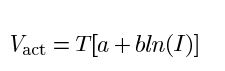 V_act = T[a + bln(I)]